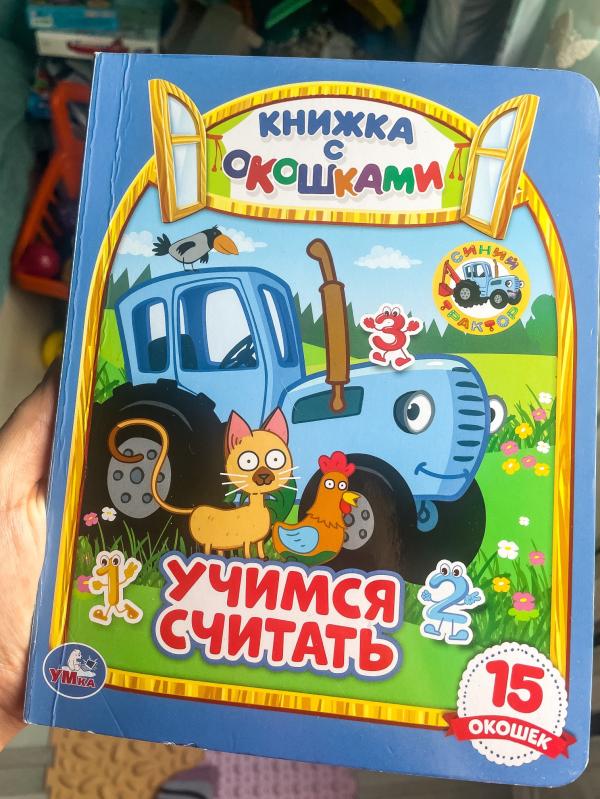 КНИЖКА
С
ОКОШКАМИ
СИНИЙ
ТРАКТОР
3
1
2
УЧИМСЯ
СЧИТАТЬ
УМка
15
ОКОШЕК